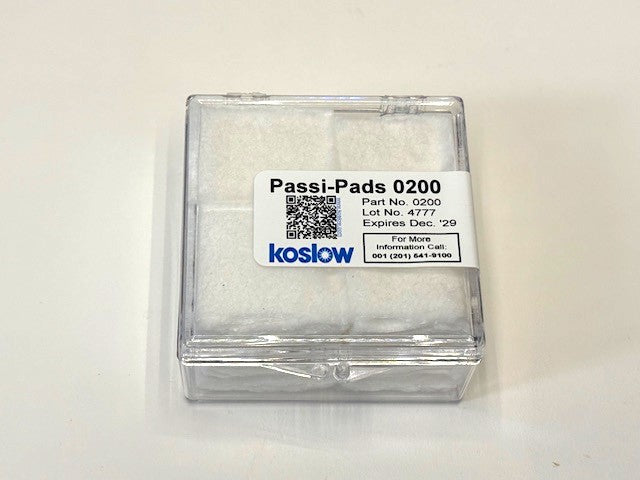 Passi-Pads 0200
Part No. 0200
Lot No. 4777
Expires Dec. '29
koslow
For More
Information Call:
001 (201) 541-9100